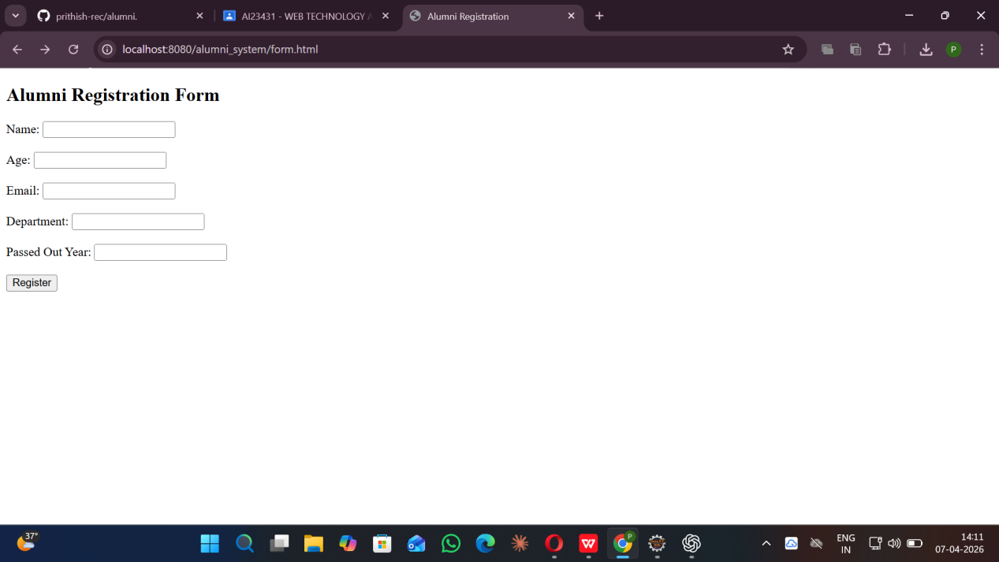 prithish-rec/alumni.
AI23431 - WEB TECHNOLOGY
Alumni Registration
localhost:8080/alumni_system/form.html
P
Alumni Registration Form
Name:
Age:
Email:
Department:
Passed Out Year:
Register
37°
W
P
ENG
IN
14:11
07-04-2026